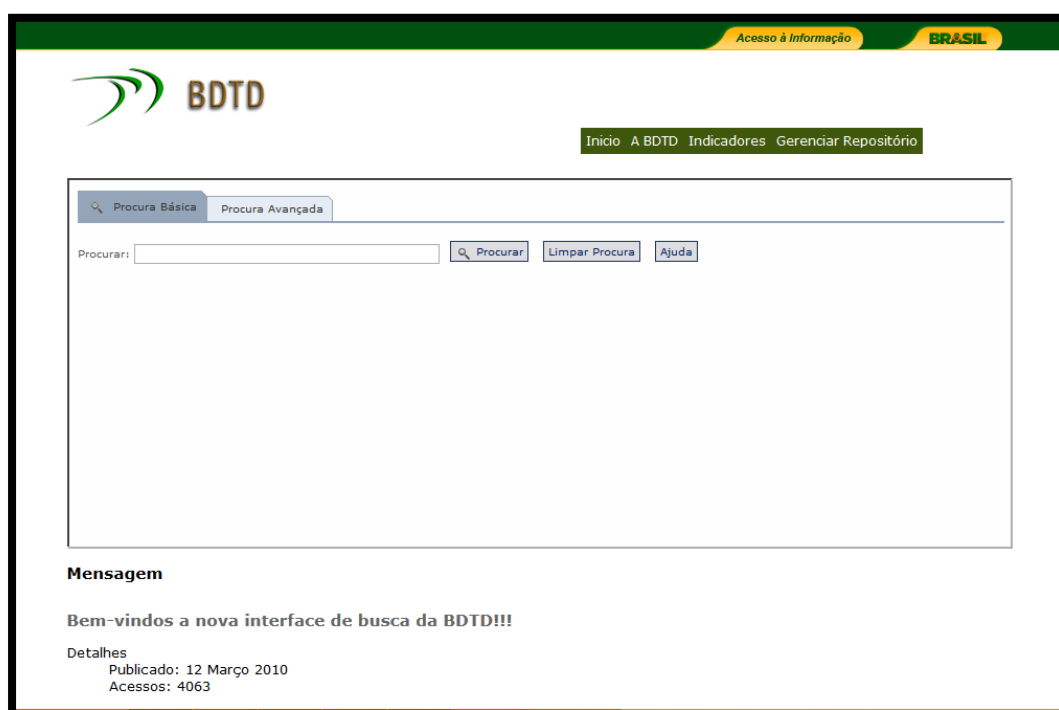 Acesso à Informação BRASIL
BDTD
Inicio A BDTD Indicadores Gerenciar Repositório
Procura Básica Procura Avançada
Procurar: Procurar Limpar Procura Ajuda
Mensagem
Bem-vindos a nova interface de busca da BDTD!!!
Detalhes
Publicado: 12 Março 2010
Acessos: 4063